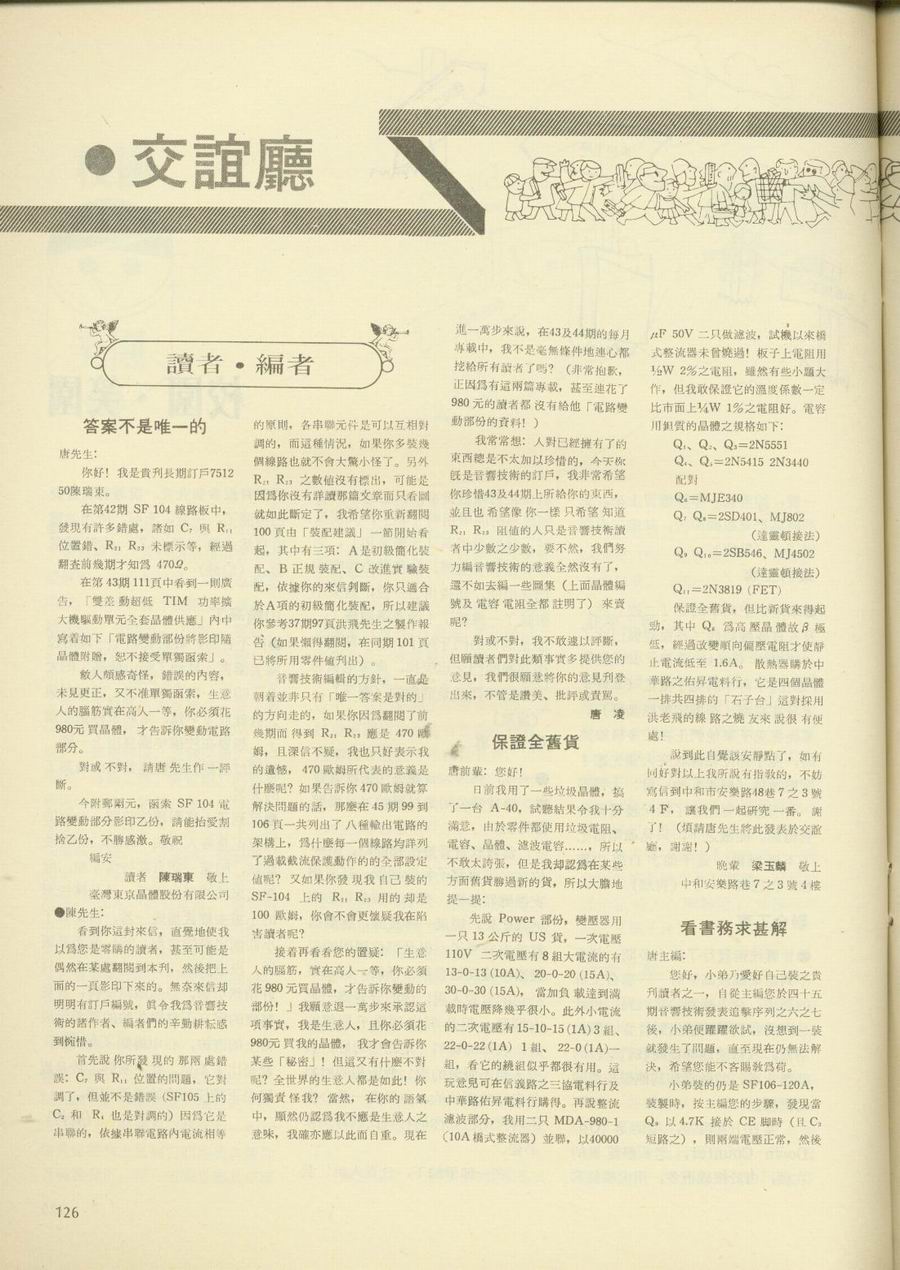 ●交誼廳
讀者•編者
答案不是唯一的
唐先生：
你好！我是貴刊長期訂戶7512
50陳瑞東。
在第42期 SF 104 線路板中，
發現有許多錯處，諸如 C₇ 與 R₁₁
位置錯、R₂₁ R₂₃ 未標示等，經過
翻查前幾期才知爲 470Ω。
在第 43期 111頁中看到一則廣
告，「雙差動超低 TIM 功率擴
大機驅動單元全套晶體供應」內中
寫着如下「電路變動部份將影印隨
晶體附贈，恕不接受單獨函索」。
敝人頗感奇怪，錯誤的內容，
未見更正，又不准單獨函索，生意
人的腦筋實在高人一等，你必須花
980元 買晶體，才告訴你變動電路
部分。
對或不對，請唐先生作一評
斷。
今附郵兩元，函索 SF 104 電
路變動部分影印乙份，請能抬愛割
捨乙份，不勝感激。敬祝
編安
讀者 陳瑞東 敬上
臺灣東京晶體股份有限公司
●陳先生：
看到你這封來信，直覺地使我
以爲您是零購的讀者，甚至可能是
偶然在某處翻閱到本刊，然後把上
面的一頁影印下來的。無奈來信却
明明有訂戶編號，眞令我爲音響技
術的諸作者、編者們的辛勤耕耘感
到惋惜。
首先說你所發現的那兩處錯
誤：C₇ 與 R₁₁ 位置的問題，它對
調了，但並不是錯誤 (SF105 上的
C₂ 和 R₁ 也是對調的) 因爲它是
串聯的，依據串聯電路內電流相等
的原則，各串聯元件是可以互相對
調的，而這種情況，如果你多裝幾
個線路也就不會大驚小怪了。另外
R₂₁ R₂₃ 之數值沒有標出，可能是
因爲你沒有詳讀那篇文章而只看圖
就如此斷定了，我希望你重新翻閱
100 頁由「裝配建議」一節開始看
起，其中有三項：A是初級簡化裝
配、B 正規裝配、C 改進實驗裝
配，依據你的來信判斷，你只適合
於A項的初級簡化裝配，所以建議
你參考37期97頁洪飛先生之製作報
告（如果懶得翻閱，在同期 101 頁
已將所用零件値列出）。
音響技術編輯的方針，一直是
朝着並非只有「唯一答案是對的」
的方向走的，如果你因爲翻閱了前
幾期而得到 R₂₁ R₂₃ 應是 470 歐
姆，且深信不疑，我也只好表示我
的遺憾，470 歐姆所代表的意義是
什麼呢？如果告訴你 470 歐姆就算
解決問題的話，那麼在 45 期 99 到
106 頁一共列出了八種輸出電路的
架構上，爲什麼每一個線路均詳列
了過載截流保護動作的的全部設定
値呢？又如果你發現我自己裝的
SF-104 上的 R₂₁ R₂₃ 用的却是
100 歐姆，你會不會更懷疑我在陷
害讀者呢？
接着再看看您的置疑：「生意
人的腦筋，實在高人一等，你必須
花 980 元買晶體，才告訴你變動的
部份！」我願意退一萬步來承認這
項事實，我是生意人，且你必須花
980元 買我的晶體，我才會告訴你
某些「秘密」！但這又有什麼不對
呢？全世界的生意人都是如此！你
何獨責怪我？當然，在你的語氣
中，顯然仍認爲我不應是生意人之
意味，我確亦應以此而自重。現在
進一萬步來說，在43及44期的每月
專載中，我不是毫無條件地連心都
挖給所有讀者了嗎？（非常抱歉，
正因爲有這兩篇專載，甚至連花了
980 元的讀者都沒有給他「電路變
動部份的資料！）
我常常想：人對已經擁有了的
東西總是不太加以珍惜的，今天你
旣是音響技術的訂戶，我非常希望
你珍惜43及44期上所給你的東西，
並且也希望像你一樣只希望知道
R₂₁ R₂₃ 阻值的人只是音響技術讀
者中少數之少數，要不然，我們努
力編音響技術的意義全然沒有了，
還不如去編一些圖集（上面晶體編
號及電容電阻全都註明了）來賣
呢？
對或不對，我不敢遽以評斷，
但願讀者們對此類事實多提供您的
意見，我們很願意將你的意見刊登
出來，不管是讚美、批評或責駡。
唐 凌
保證全舊貨
唐前輩：您好！
日前我用了一些垃圾晶體，搞
了一台 A-40，試聽結果令我十分
滿意，由於零件都使用垃圾電阻、
電容、晶體、濾波電容……，所以
不敢太誇張，但是我却認爲在某些
方面舊貨勝過新的貨，所以大膽地
提一提：
先說 Power 部份，變壓器用
一只 13 公斤的 US 貨，一次電壓
110V 二次電壓有 8 組大電流的有
13-0-13 (10A)、20-0-20 (15A)、
30-0-30 (15A)，當加負載達到滿
載時電壓降幾乎很小。此外小電流
的二次電壓有 15-10-15 (1A) 3 組、
22-0-22 (1A) 1 組、 22-0 (1A)一
組，看它的繞組似乎都很有用。這
玩意兒可在信義路之三協電料行及
中華路佑昇電料行購得。再說整流
濾波部分，我用二只 MDA-980-1
（10A 橋式整流器）並聯，以40000
μF 50V 二只做濾波，試機以來橋
式整流器未曾燒過！板子上電阻用
½W 2%之電阻，雖然有些小題大
作，但我敢保證它的溫度係數一定
比市面上¼W 1%之電阻好。電容
用鉭質的晶體之規格如下：
Q₁、Q₂、Q₃=2N5551
Q₄、Q₅=2N5415 2N3440
配對
Q₆=MJE340
Q₇ Q₈=2SD401、MJ802
（達靈頓接法）
Q₉ Q₁₀=2SB546、MJ4502
（達靈頓接法）
Q₁₁=2N3819 (FET)
保證全舊貨，但比新貨來得起
勁，其中 Q₆ 爲高壓晶體故 β 極
低，經過改變順向偏壓電阻才使靜
止電流低至 1.6A。 散熱器購於中
華路之佑昇電料行，它是四個晶體
一排共四排的「石子台」這對採用
洪老飛的線路之燒友來說很有便
處！
說到此自覺該安靜點了，如有
同好對以上我所說有指敎的，不妨
寫信到中和市安樂路48巷 7 之 3 號
4 F，讓我們一起研究一番。謝
了！（煩請唐先生將此發表於交誼
廳，謝謝！）
晚輩 梁玉麟 敬上
中和安樂路巷 7 之 3 號 4 樓
看書務求甚解
唐主編：
您好，小弟乃愛好自己裝之貴
刊讀者之一，自從主編您於四十五
期音響技術發表追擊序列之六之七
後，小弟便躍躍欲試，沒想到一裝
就發生了問題，直至現在仍無法解
決，希望您能不客賜敎爲荷。
小弟裝的仍是 SF106-120A，
裝製時，按主編您的步驟，發現當
Q₈ 以 4.7K 接於 CE 脚時（且 C₃
短路之），則兩端電壓正常，然後
126